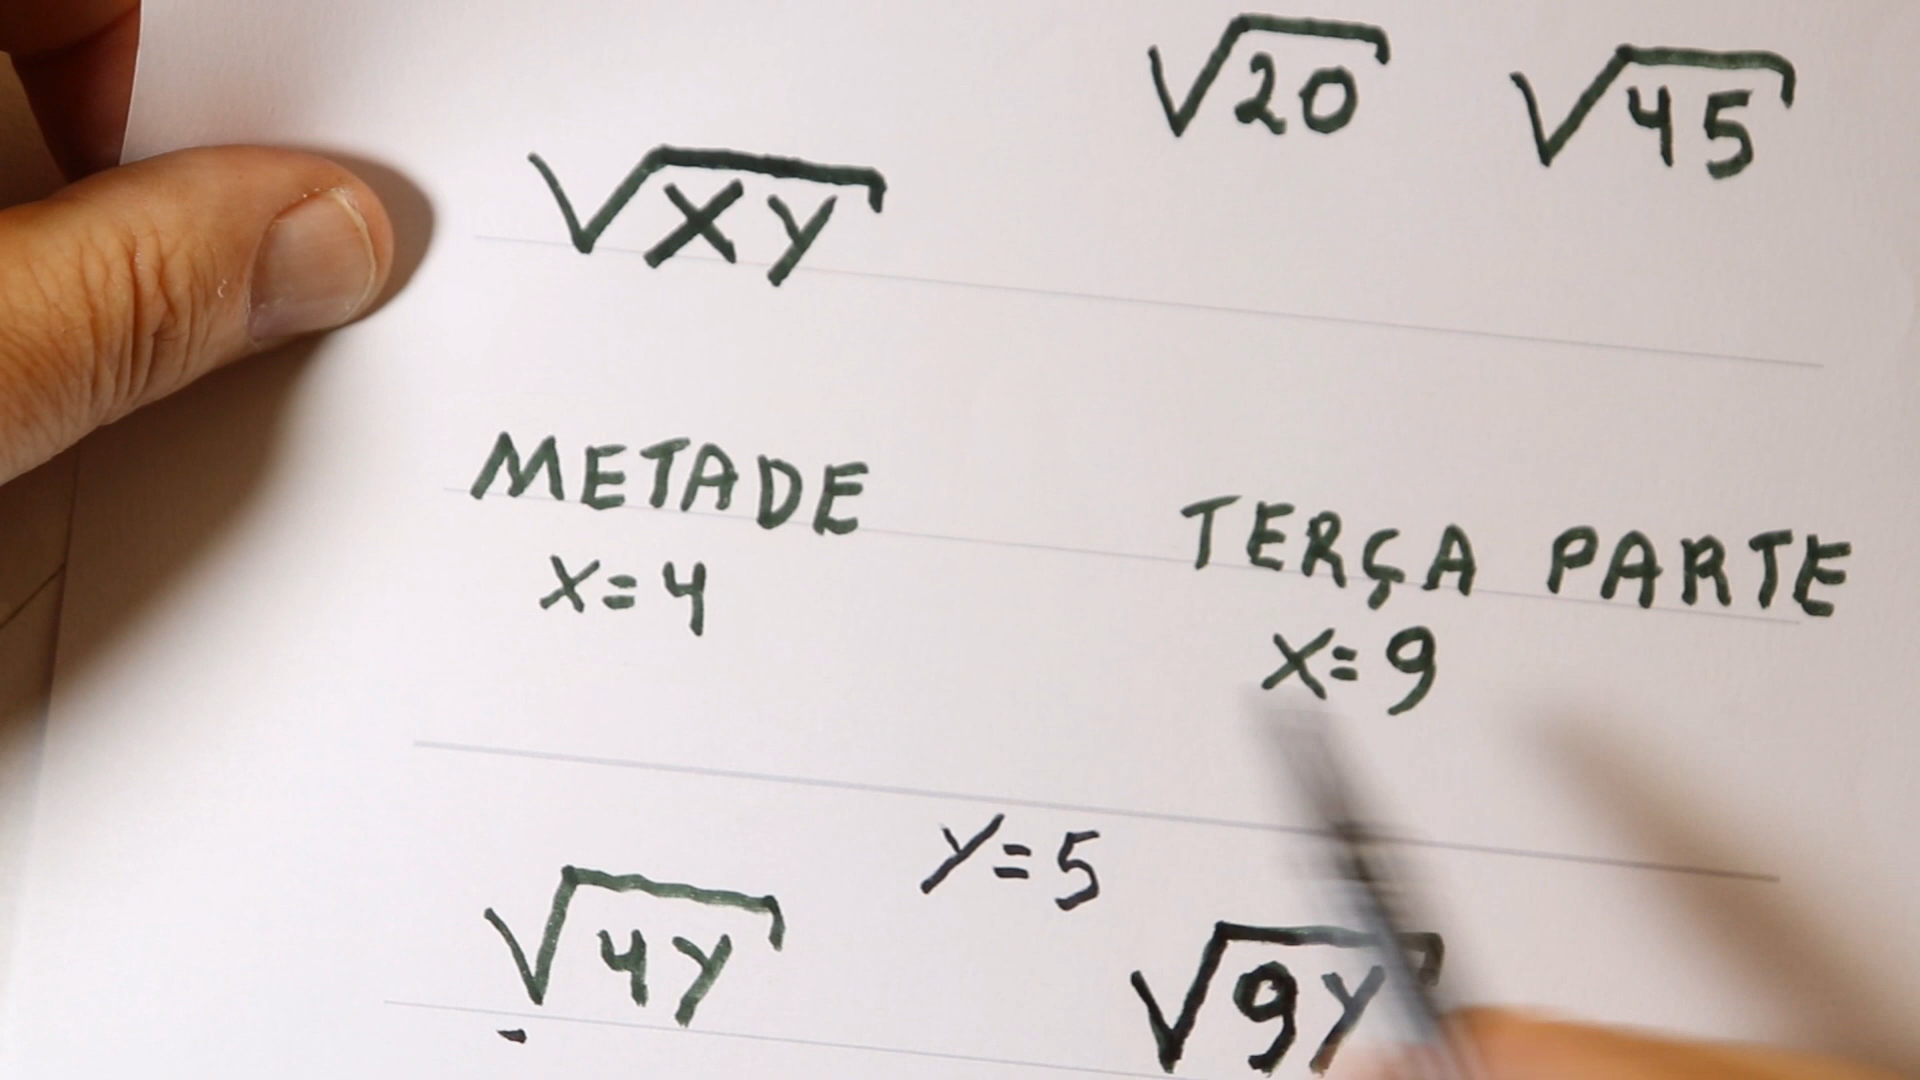 √20 √45
√XY
METADE
X=4
TERÇA PARTE
X=9
Y=5
√4Y
√9Y